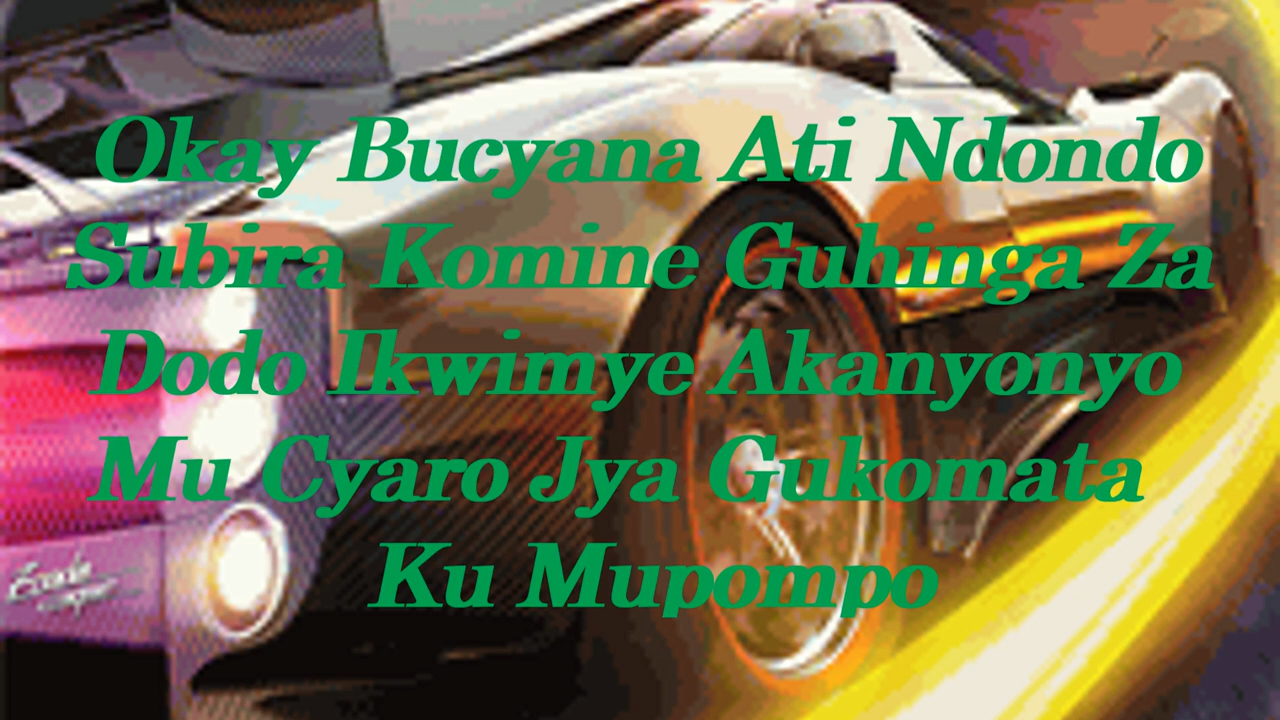 Okay Bucyana Ati Ndondo
Subira Komine Guhinga Za
Dodo Ikwimye Akanyonyo
Mu Cyaro Jya Gukomata
Ku Mupompo